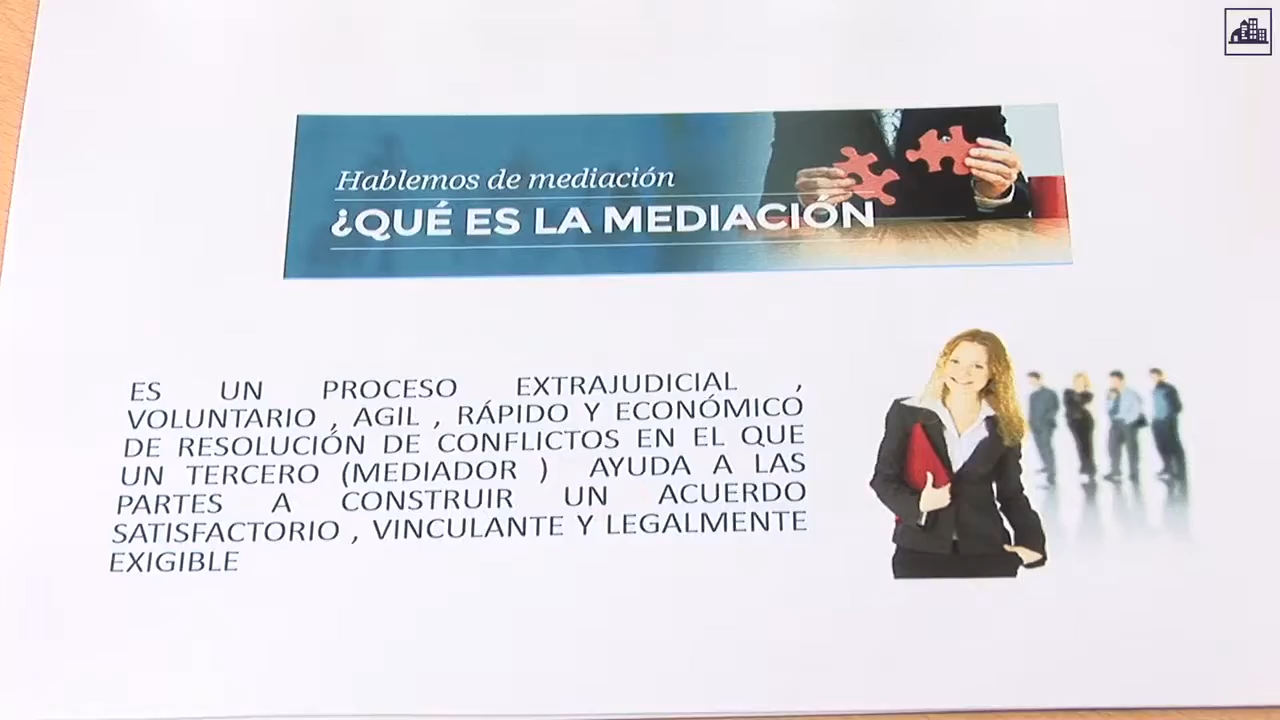 Hablemos de mediación
¿QUÉ ES LA MEDIACIÓN
ES UN PROCESO EXTRAJUDICIAL ,
VOLUNTARIO , AGIL , RÁPIDO Y ECONÓMICO
DE RESOLUCIÓN DE CONFLICTOS EN EL QUE
UN TERCERO (MEDIADOR ) AYUDA A LAS
PARTES A CONSTRUIR UN ACUERDO
SATISFACTORIO , VINCULANTE Y LEGALMENTE
EXIGIBLE